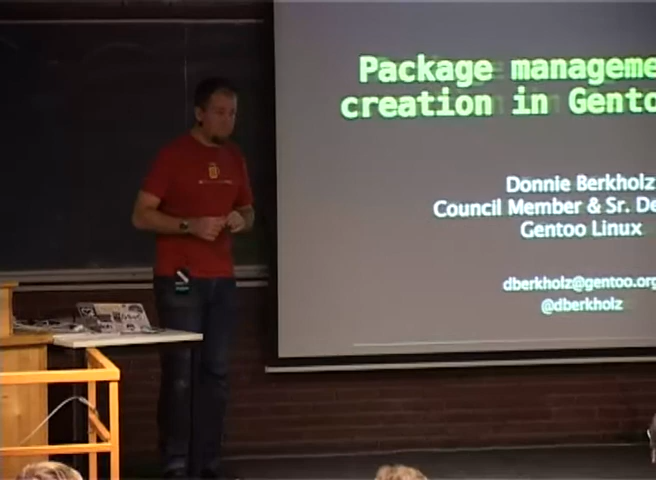 Package manageme
creation in Gento
Donnie Berkholz
Council Member & Sr. De
Gentoo Linux
dberkholz@gentoo.org
@dberkholz